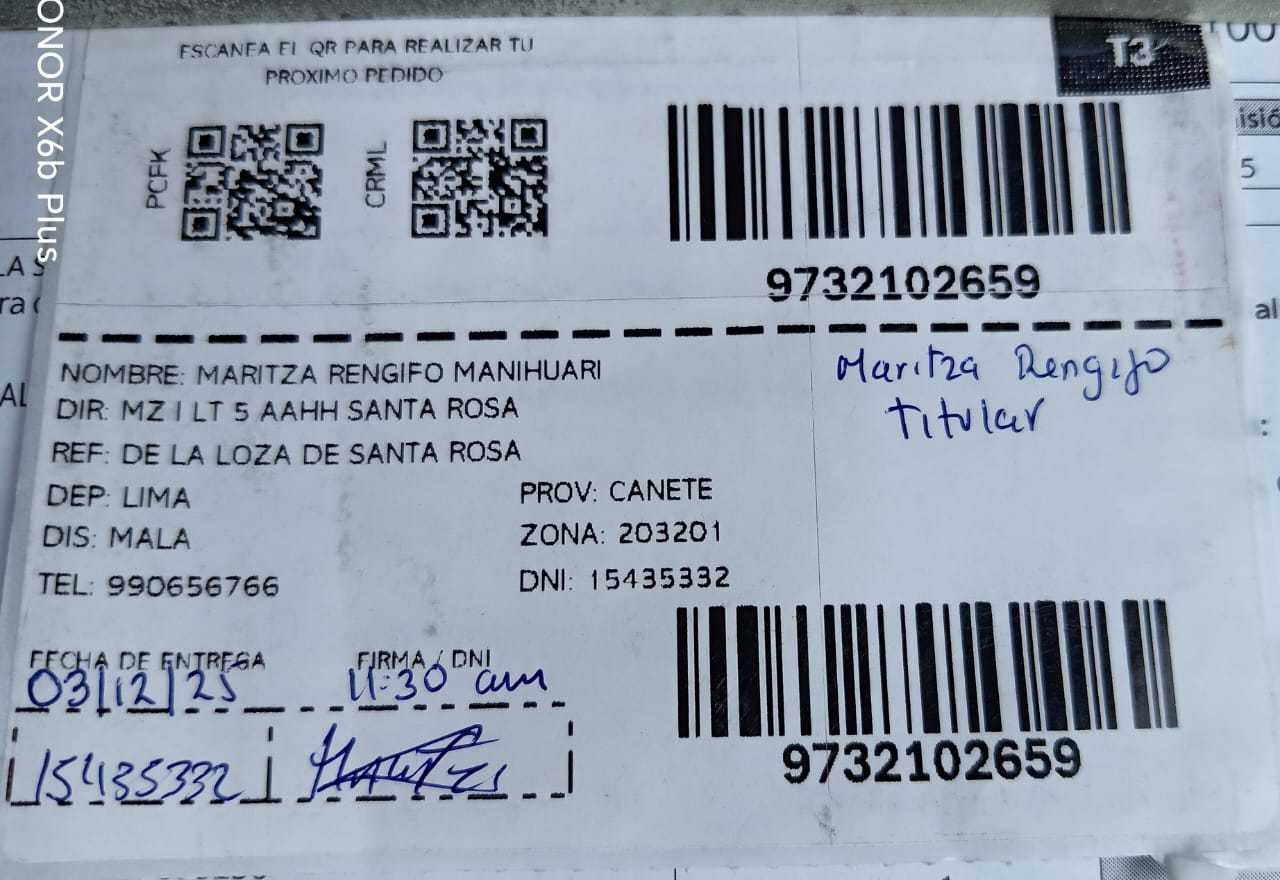 ESCANEA EL QR PARA REALIZAR TU
PROXIMO PEDIDO
T3
PCFK
CRML
9732102659
NOMBRE: MARITZA RENGIFO MANIHUARI
Maritza Rengifo
Titular
DIR: MZ I LT 5 AAHH SANTA ROSA
REF: DE LA LOZA DE SANTA ROSA
DEP: LIMA
PROV: CANETE
DIS: MALA
ZONA: 203201
TEL: 990656766
DNI: 15435332
FECHA DE ENTREGA
FIRMA / DNI
03/12/25
11:30 am
15435332
9732102659
5
al